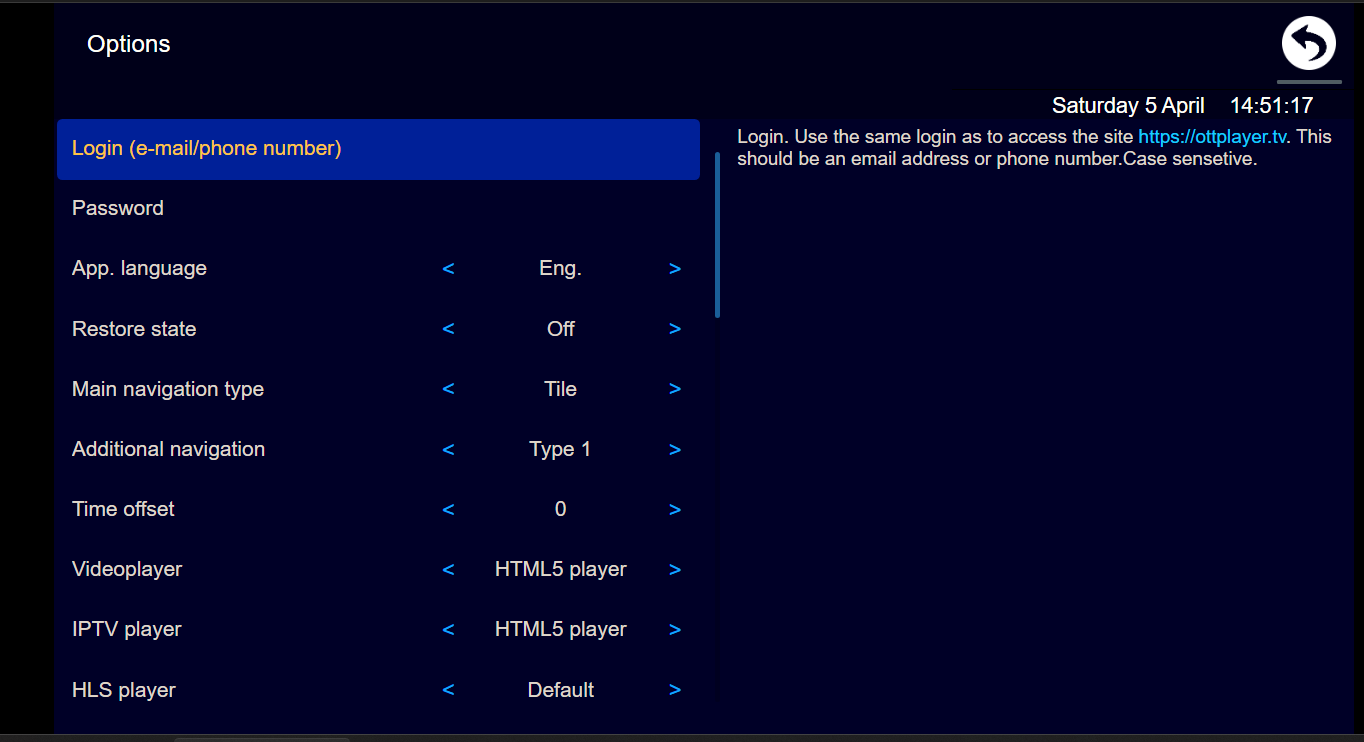 Options
Saturday 5 April 14:51:17
Login (e-mail/phone number)
Login. Use the same login as to access the site https://ottplayer.tv. This
should be an email address or phone number.Case sensetive.
Password
App. language < Eng. >
Restore state < Off >
Main navigation type < Tile >
Additional navigation < Type 1 >
Time offset < 0 >
Videoplayer < HTML5 player >
IPTV player < HTML5 player >
HLS player < Default >